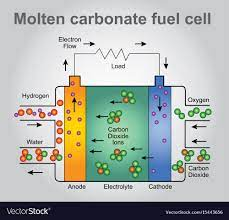 Molten carbonate fuel cell
Electron
Flow
Load
Hydrogen
Oxygen
Water
Carbon
Dioxide
Ions
Carbon
Dioxide
Anode
Electrolyte
Cathode
VectorStock
VectorStock.com/15443656